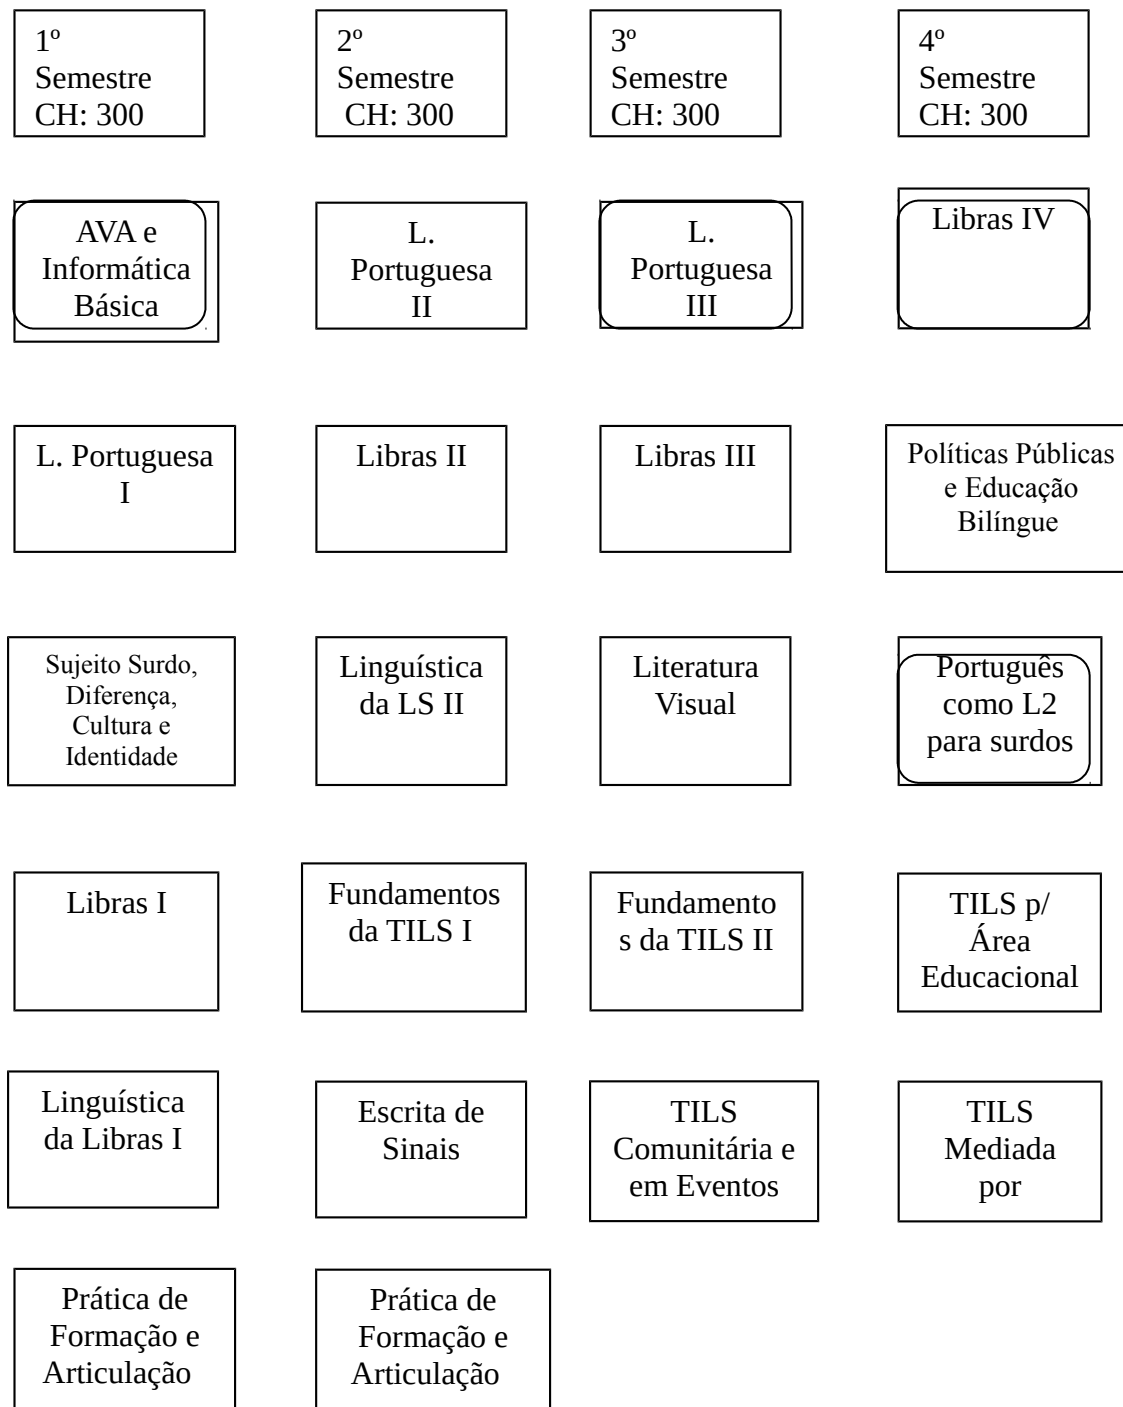 1º
Semestre
CH: 300
2º
Semestre
CH: 300
3º
Semestre
CH: 300
4º
Semestre
CH: 300
AVA e
Informática
Básica
L.
Portuguesa
II
L.
Portuguesa
III
Libras IV
L. Portuguesa
I
Libras II
Libras III
Políticas Públicas
e Educação
Bilíngue
Sujeito Surdo,
Diferença,
Cultura e
Identidade
Linguística
da LS II
Literatura
Visual
Português
como L2
para surdos
Libras I
Fundamentos
da TILS I
Fundamento
s da TILS II
TILS p/
Área
Educacional
Linguística
da Libras I
Escrita de
Sinais
TILS
Comunitária e
em Eventos
TILS
Mediada
por
Prática de
Formação e
Articulação
Prática de
Formação e
Articulação